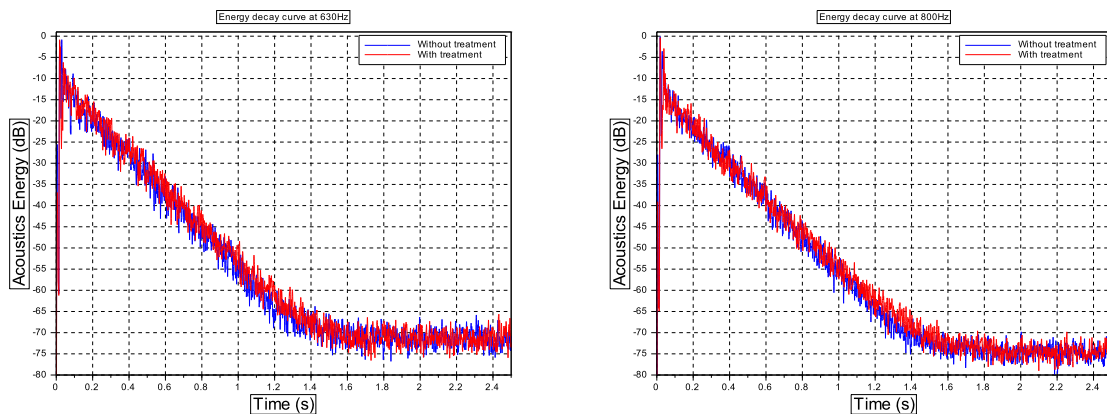 Energy decay curve at 630Hz
Without treatment
With treatment
Acoustics Energy (dB)
0
-5
-10
-15
-20
-25
-30
-35
-40
-45
-50
-55
-60
-65
-70
-75
-80
0 0.2 0.4 0.6 0.8 1 1.2 1.4 1.6 1.8 2 2.2 2.4
Time (s)
Energy decay curve at 800Hz
Without treatment
With treatment
Acoustics Energy (dB)
0
-5
-10
-15
-20
-25
-30
-35
-40
-45
-50
-55
-60
-65
-70
-75
-80
0 0.2 0.4 0.6 0.8 1 1.2 1.4 1.6 1.8 2 2.2 2.4
Time (s)